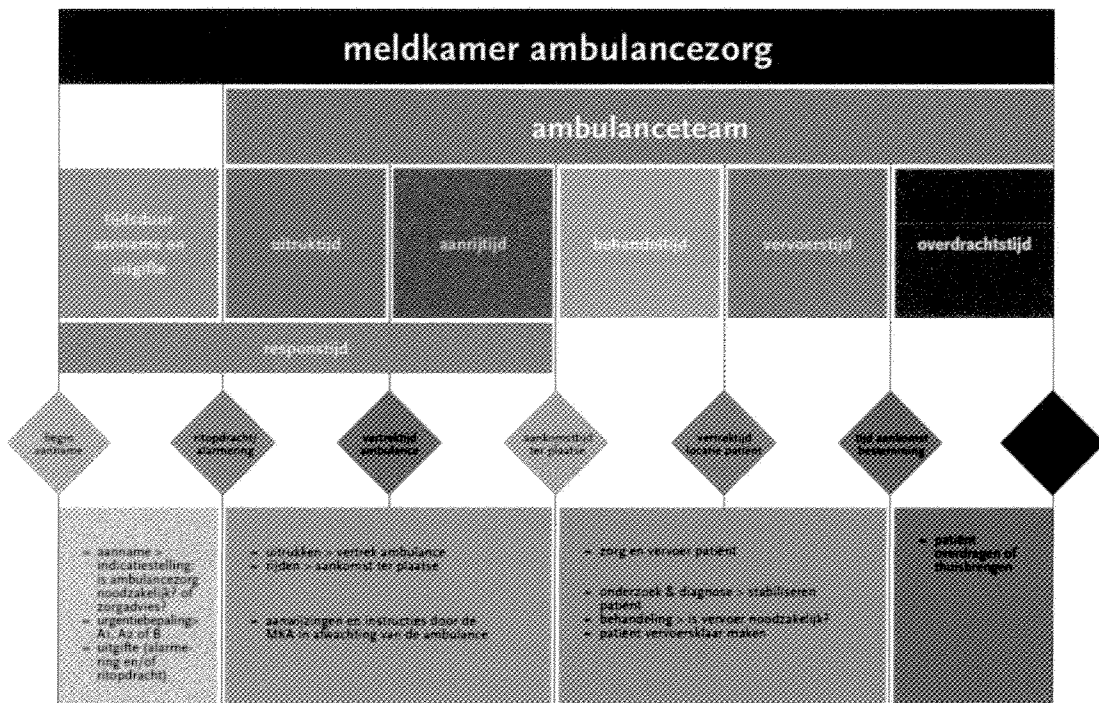 meldkamer ambulancezorg
ambulanceteam
tijdsduur
aanname en
uitgifte
uitruktijd
aanrijtijd
behandeltijd
vervoerstijd
overdrachtstijd
responstijd
begin
aanname
ritopdracht/
alarmering
vertrektijd
ambulance
aankomsttijd
ter plaatse
vertrektijd
locatie patiënt
tijd aankomst
bestemming
» aanname >
indicatiestelling:
is ambulancezorg
noodzakelijk? of
zorgadvies?
» urgentiebepaling>
A1, A2 of B
» uitgifte (alarme-
ring en/of
ritopdracht)
» uitrukken > vertrek ambulance
» rijden > aankomst ter plaatse
» aanwijzingen en instructies door de
MKA in afwachting van de ambulance
» zorg en vervoer patiënt
» onderzoek & diagnose > stabiliseren
patiënt
» behandeling > is vervoer noodzakelijk?
» patiënt vervoersklaar maken
» patiënt
overdragen of
thuisbrengen